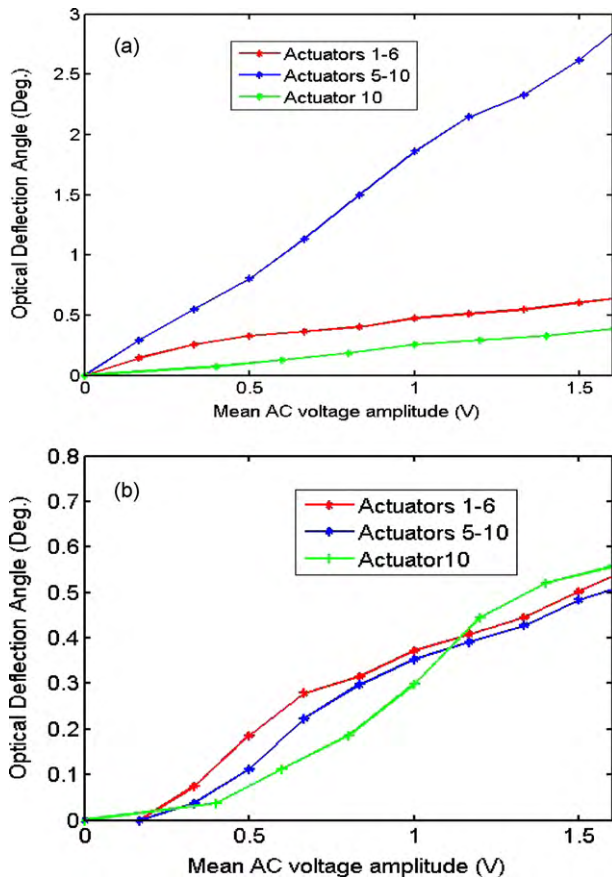 (a)
Actuators 1-6
Actuators 5-10
Actuator 10
Optical Deflection Angle (Deg.)
3
2.5
2
1.5
1
0.5
0
0 0.5 1 1.5
Mean AC voltage amplitude (V)
(b)
Actuators 1-6
Actuators 5-10
Actuator10
Optical Deflection Angle (Deg.)
0.8
0.7
0.6
0.5
0.4
0.3
0.2
0.1
0
0 0.5 1 1.5
Mean AC voltage amplitude (V)